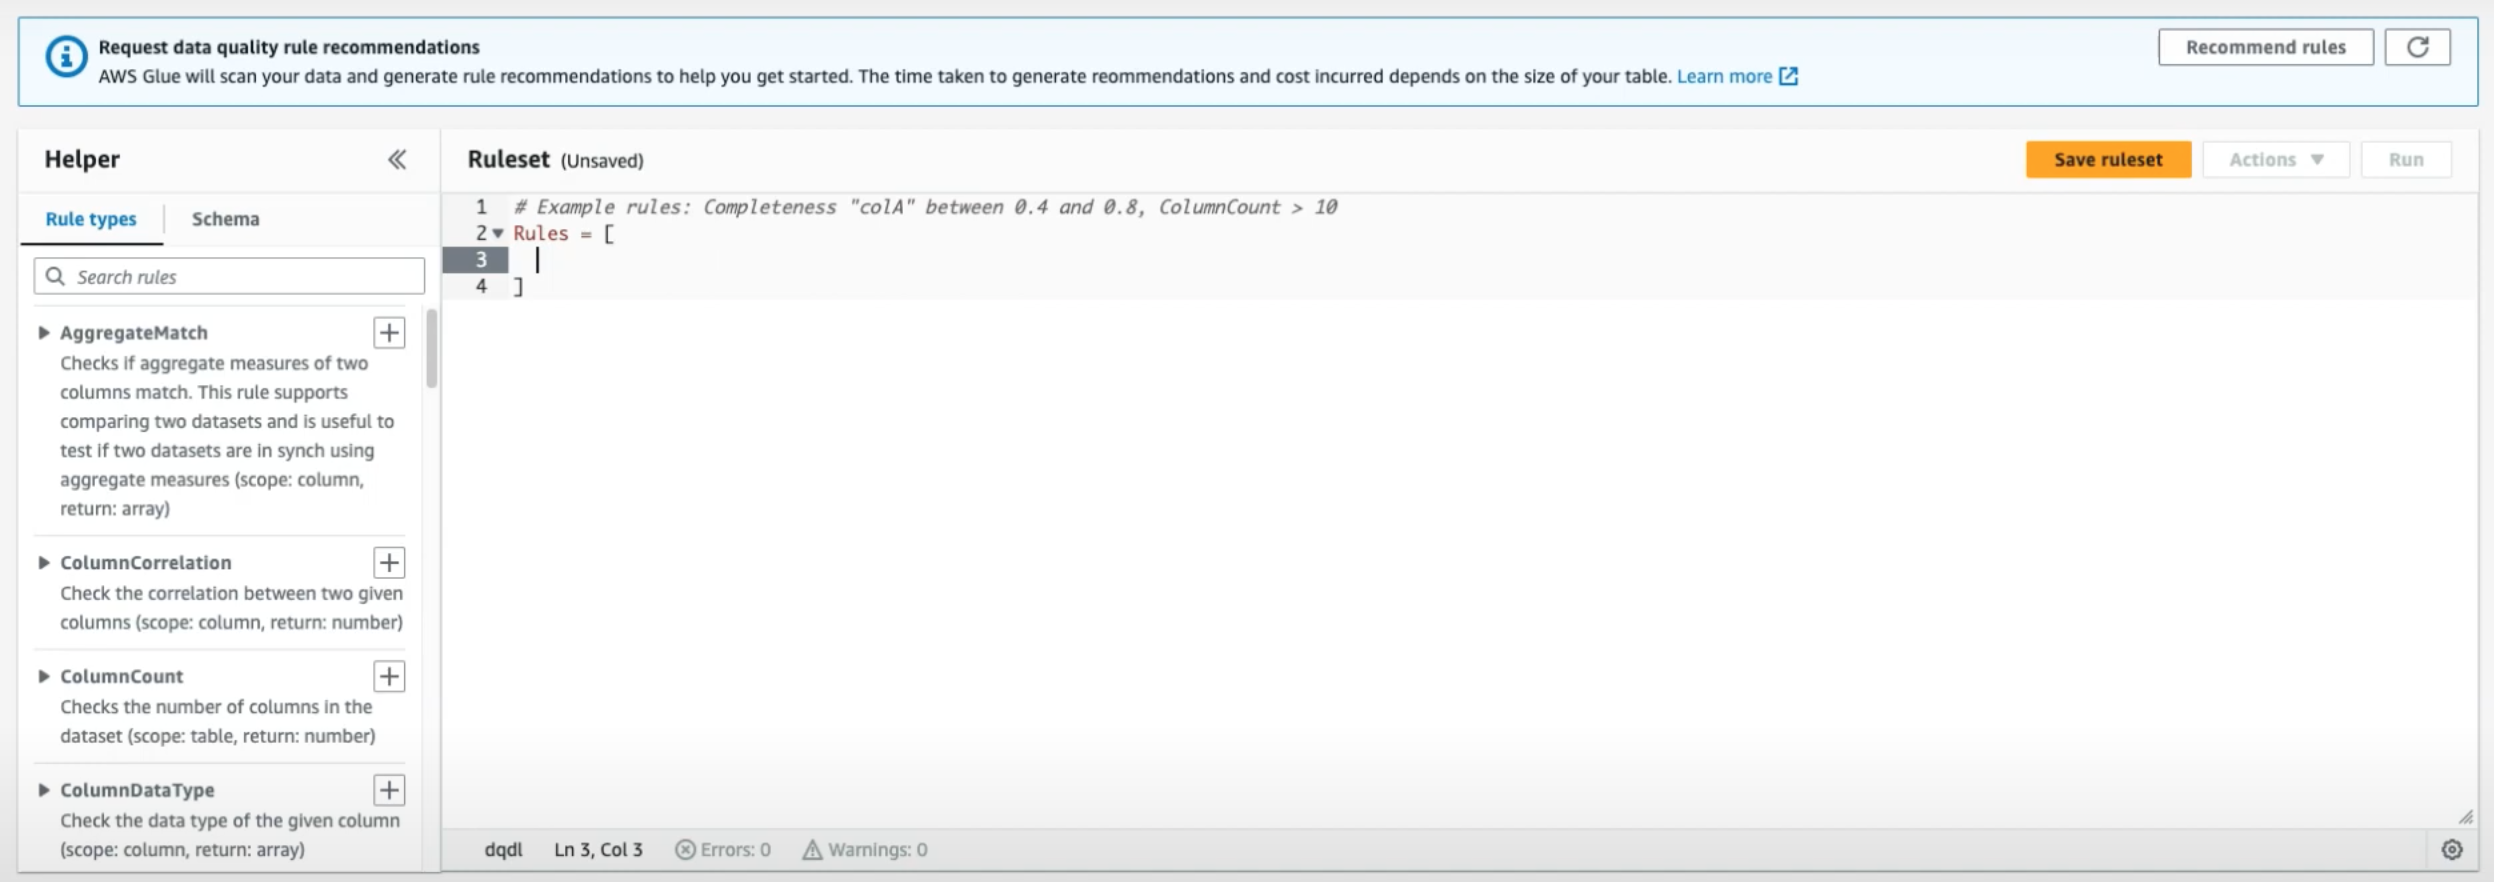 Request data quality rule recommendations
AWS Glue will scan your data and generate rule recommendations to help you get started. The time taken to generate reommendations and cost incurred depends on the size of your table. Learn more
Recommend rules
Helper
Rule types
Schema
Search rules
AggregateMatch
Checks if aggregate measures of two
columns match. This rule supports
comparing two datasets and is useful to
test if two datasets are in synch using
aggregate measures (scope: column,
return: array)
ColumnCorrelation
Check the correlation between two given
columns (scope: column, return: number)
ColumnCount
Checks the number of columns in the
dataset (scope: table, return: number)
ColumnDataType
Check the data type of the given column
(scope: column, return: array)
Ruleset (Unsaved)
Save ruleset
Actions
Run
1 # Example rules: Completeness "colA" between 0.4 and 0.8, ColumnCount > 10
2 Rules = [
3
4 ]
dqdl Ln 3, Col 3 Errors: 0 Warnings: 0